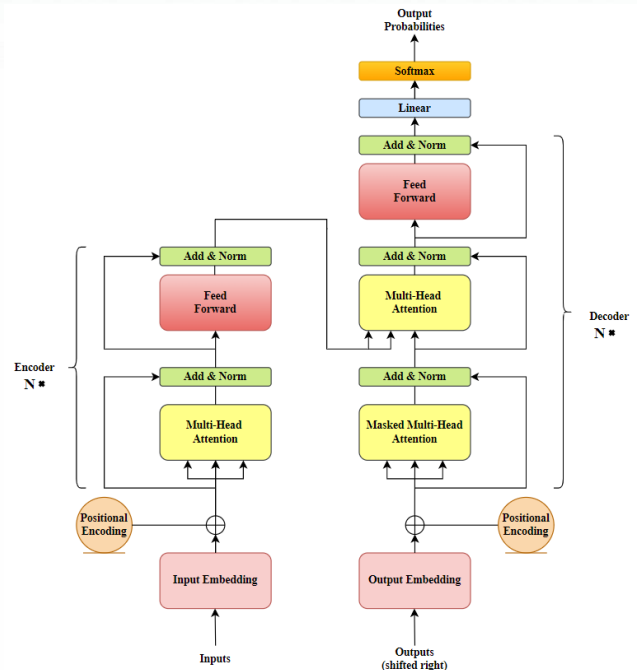 Output
Probabilities
Softmax
Linear
Add & Norm
Feed
Forward
Add & Norm
Multi-Head
Attention
Add & Norm
Masked Multi-Head
Attention
Decoder
N ✖
Add & Norm
Feed
Forward
Add & Norm
Multi-Head
Attention
Encoder
N ✖
Positional
Encoding
Positional
Encoding
Input Embedding
Output Embedding
Inputs
Outputs
(shifted right)